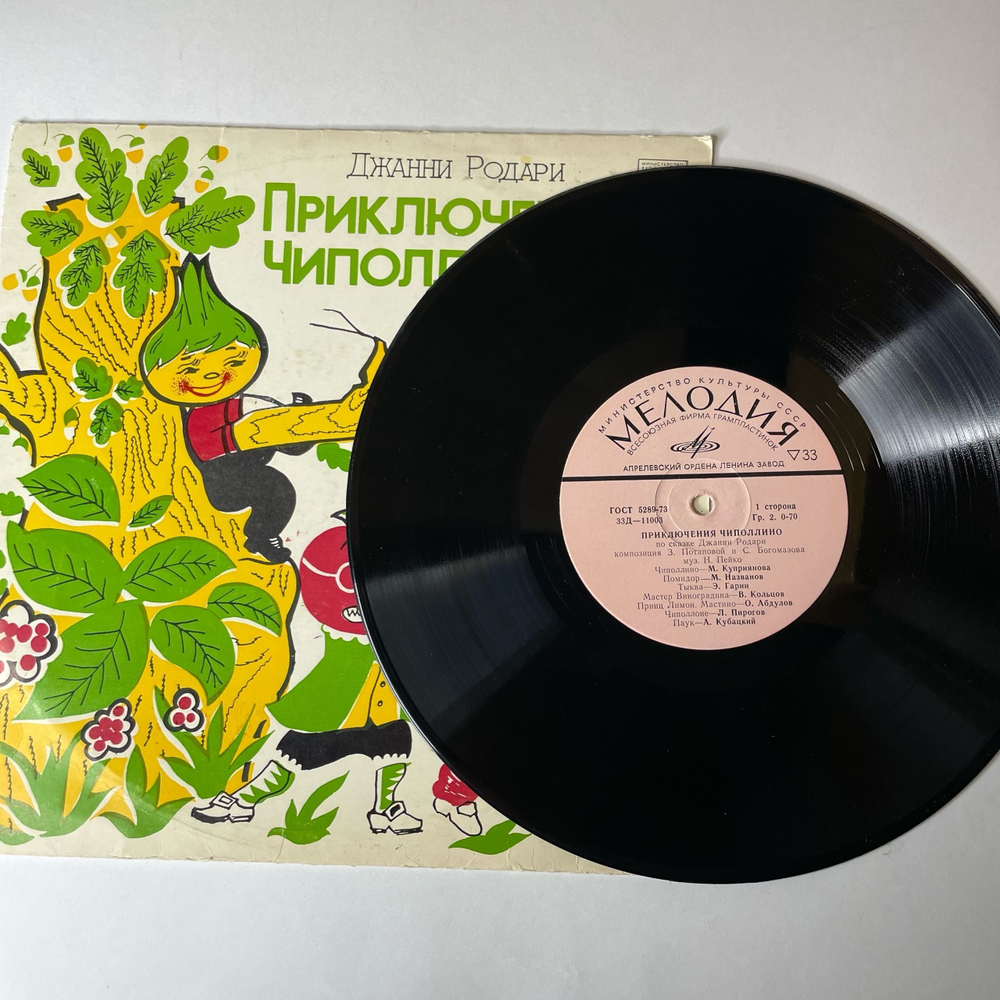 Джанни Родари
Приключе
Чиполл
МИНИСТЕРСТВО
МИНИСТЕРСТВО КУЛЬТУРЫ СССР
МЕЛОДИЯ
ВСЕСОЮЗНАЯ ФИРМА ГРАМПЛАСТИНОК
33
АПРЕЛЕВСКИЙ ОРДЕНА ЛЕНИНА ЗАВОД
ГОСТ 5289-73 1 сторона
33Д—11003 Гр. 2. 0-70
ПРИКЛЮЧЕНИЯ ЧИПОЛЛИНО
по сказке Джанни Родари
композиция З. Потаповой и С. Богомазова
муз. Н. Пейко
Чиполлино—М. Куприянова
Помидор—М. Названов
Тыква—Э. Гарин
Мастер Виноградина—В. Кольцов
Принц Лимон. Мастино—О. Абдулов
Чиполлоне—Л. Пирогов
Паук—А. Кубацкий